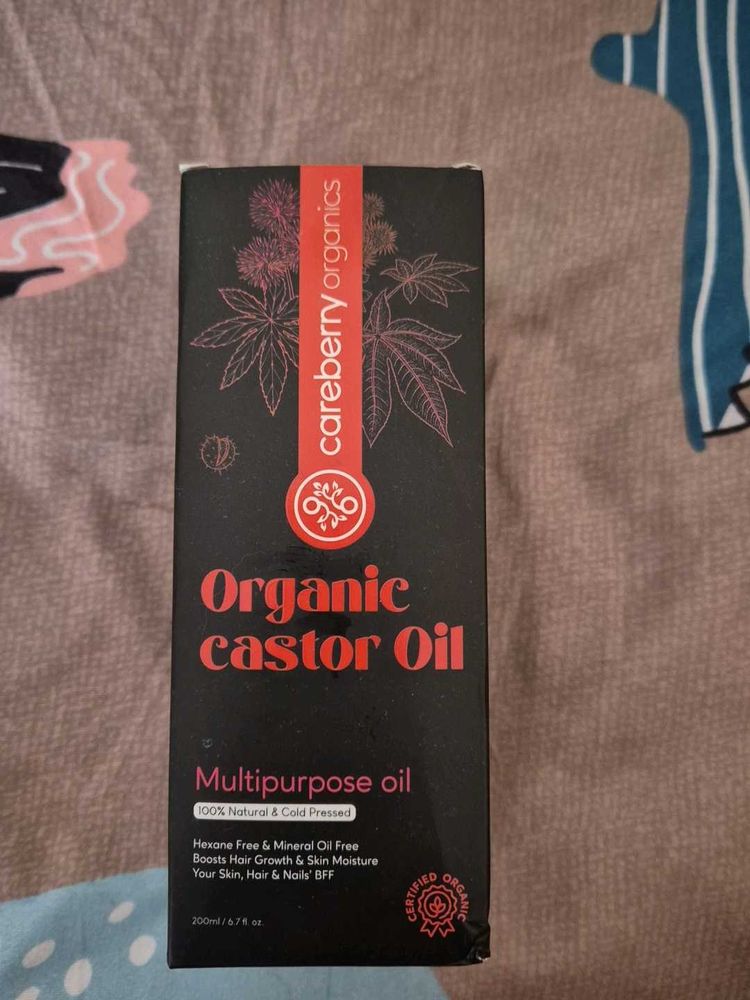 careberry organics
Organic
castor Oil
Multipurpose oil
100% Natural & Cold Pressed
Hexane Free & Mineral Oil Free
Boosts Hair Growth & Skin Moisture
Your Skin, Hair & Nails' BFF
CERTIFIED ORGANIC
200ml / 6.7 fl. oz.